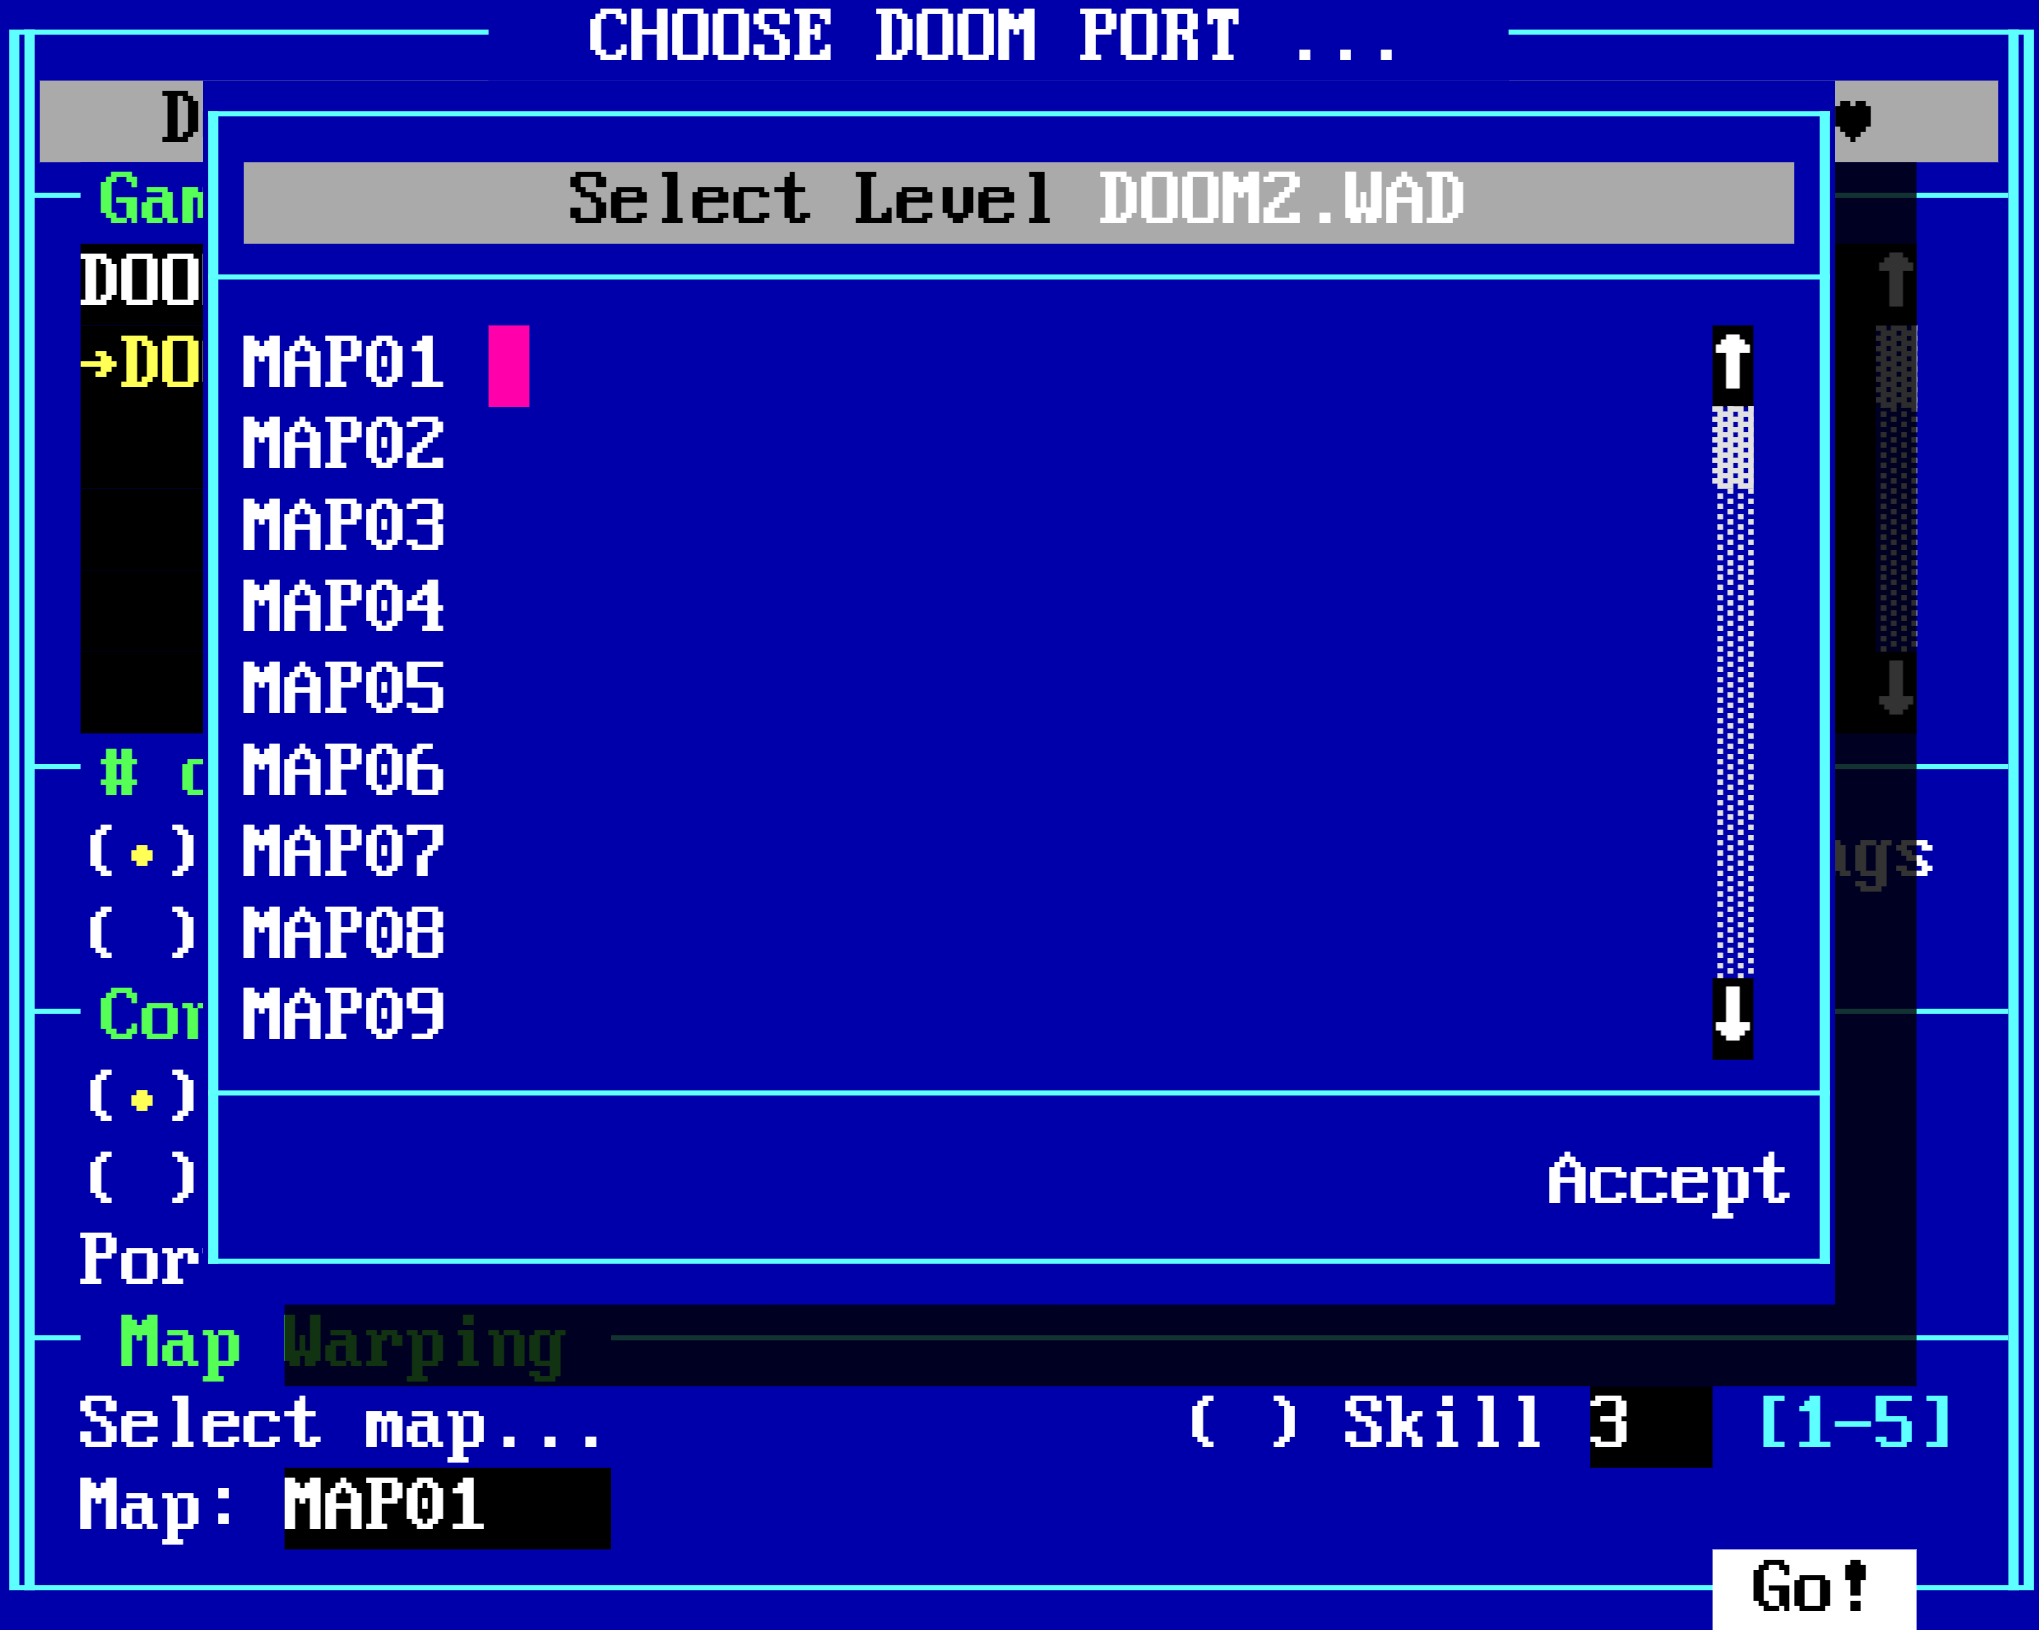 CHOOSE DOOM PORT ...
Select Level DOOM2.WAD
MAP01
MAP02
MAP03
MAP04
MAP05
MAP06
MAP07
MAP08
MAP09
Accept
Map Warping
Select map... ( ) Skill 3 [1-5]
Map: MAP01
Go!